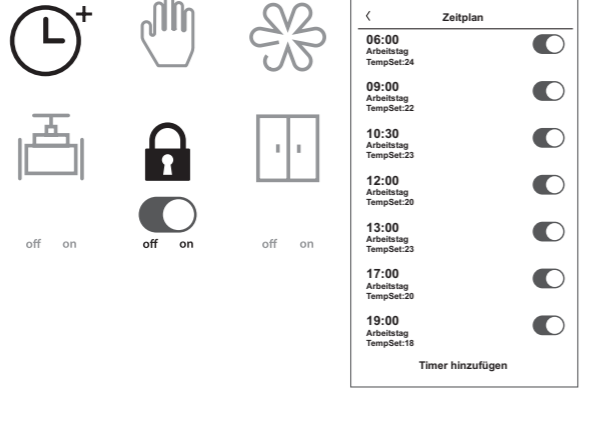 off on
off on
off on
Zeitplan
06:00
Arbeitstag
TempSet:24
09:00
Arbeitstag
TempSet:22
10:30
Arbeitstag
TempSet:23
12:00
Arbeitstag
TempSet:20
13:00
Arbeitstag
TempSet:23
17:00
Arbeitstag
TempSet:20
19:00
Arbeitstag
TempSet:18
Timer hinzufügen